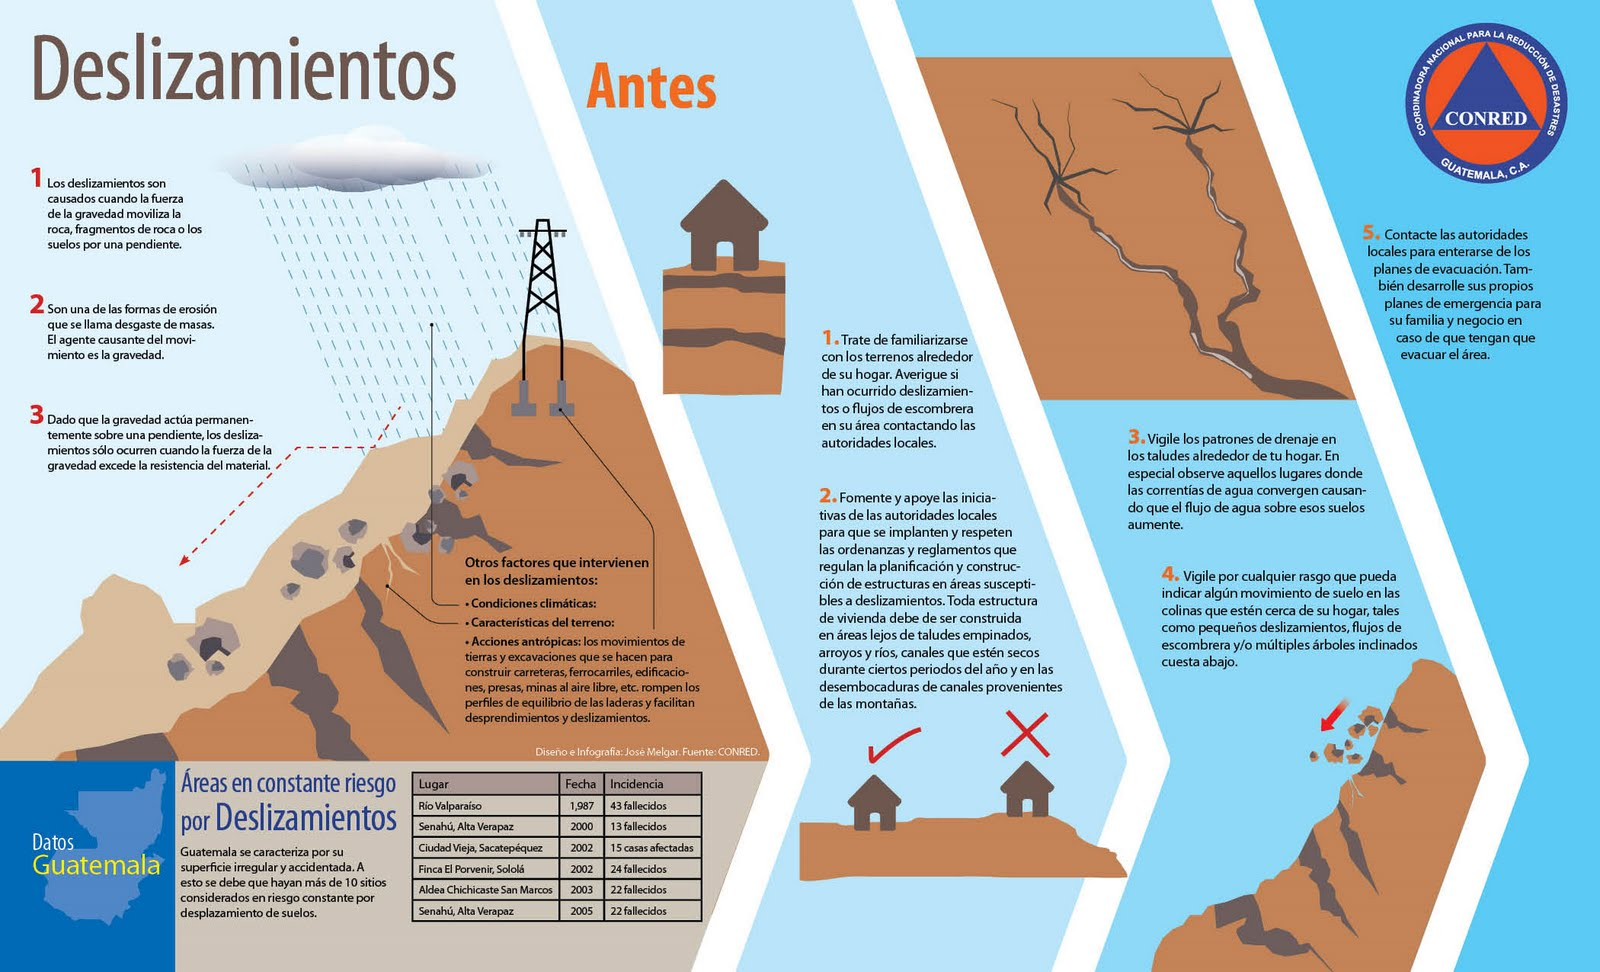 Deslizamientos
1 Los deslizamientos son
causados cuando la fuerza
de la gravedad moviliza la
roca, fragmentos de roca o los
suelos por una pendiente.
2 Son una de las formas de erosión
que se llama desgaste de masas.
El agente causante del movi-
miento es la gravedad.
3 Dado que la gravedad actúa permanen-
temente sobre una pendiente, los desliza-
mientos sólo ocurren cuando la fuerza de la
gravedad excede la resistencia del material.
Otros factores que intervienen
en los deslizamientos:
• Condiciones climáticas:
• Características del terreno:
• Acciones antrópicas: los movimientos de
tierras y excavaciones que se hacen para
construir carreteras, ferrocarriles, edificacio-
nes, presas, minas al aire libre, etc. rompen los
perfiles de equilibrio de las laderas y facilitan
desprendimientos y deslizamientos.
Diseño e Infografía: José Melgar. Fuente: CONRED.
Datos
Guatemala
Áreas en constante riesgo
por Deslizamientos
Guatemala se caracteriza por su
superficie irregular y accidentada. A
esto se debe que hayan más de 10 sitios
considerados en riesgo constante por
desplazamiento de suelos.
Lugar Fecha Incidencia
Río Valparaíso 1,987 43 fallecidos
Senahú, Alta Verapaz 2000 13 fallecidos
Ciudad Vieja, Sacatepéquez 2002 15 casas afectadas
Finca El Porvenir, Sololá 2002 24 fallecidos
Aldea Chichicaste San Marcos 2003 22 fallecidos
Senahú, Alta Verapaz 2005 22 fallecidos
Antes
1. Trate de familiarizarse
con los terrenos alrededor
de su hogar. Averigue si
han ocurrido deslizamien-
tos o flujos de escombrera
en su área contactando las
autoridades locales.
2. Fomente y apoye las inicia-
tivas de las autoridades locales
para que se implanten y respeten
las ordenanzas y reglamentos que
regulan la planificación y construc-
ción de estructuras en áreas suscepti-
bles a deslizamientos. Toda estructura
de vivienda debe de ser construida
en áreas lejos de taludes empinados,
arroyos y ríos, canales que estén secos
durante ciertos periodos del año y en las
desembocaduras de canales provenientes
de las montañas.
3. Vigile los patrones de drenaje en
los taludes alrededor de tu hogar. En
especial observe aquellos lugares donde
las correntías de agua convergen causan-
do que el flujo de agua sobre esos suelos
aumente.
4. Vigile por cualquier rasgo que pueda
indicar algún movimiento de suelo en las
colinas que estén cerca de su hogar, tales
como pequeños deslizamientos, flujos de
escombrera y/o múltiples árboles inclinados
cuesta abajo.
COORDINADORA NACIONAL PARA LA REDUCCIÓN DE DESASTRES
CONRED
GUATEMALA, C.A.
5. Contacte las autoridades
locales para enterarse de los
planes de evacuación. Tam-
bién desarrolle sus propios
planes de emergencia para
su familia y negocio en
caso de que tengan que
evacuar el área.